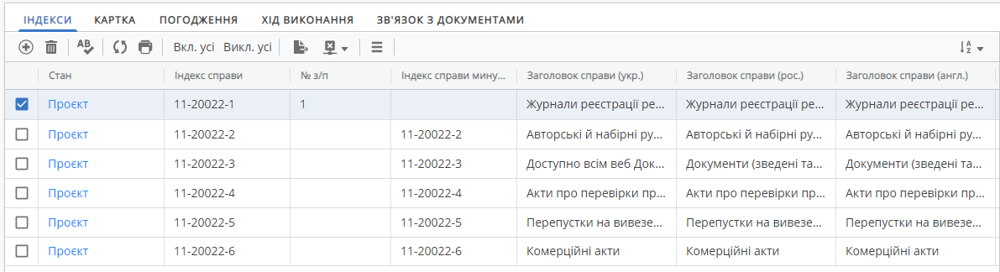 ІНДЕКСИ КАРТКА ПОГОДЖЕННЯ ХІД ВИКОНАННЯ ЗВ'ЯЗОК З ДОКУМЕНТАМИ
Вкл. усі Викл. усі
Стан Індекс справи № з/п Індекс справи мину... Заголовок справи (укр.) Заголовок справи (рос.) Заголовок справи (англ.)
Проєкт 11-20022-1 1 Журнали реєстрації ре... Журнали реєстрації ре... Журнали реєстрації ре...
Проєкт 11-20022-2 11-20022-2 Авторські й набірні ру... Авторські й набірні ру... Авторські й набірні ру...
Проєкт 11-20022-3 11-20022-3 Доступно всім веб Док... Документи (зведені та... Документи (зведені та...
Проєкт 11-20022-4 11-20022-4 Акти про перевірки пр... Акти про перевірки пр... Акти про перевірки пр...
Проєкт 11-20022-5 11-20022-5 Перепустки на вивезе... Перепустки на вивезе... Перепустки на вивезе...
Проєкт 11-20022-6 11-20022-6 Комерційні акти Комерційні акти Комерційні акти